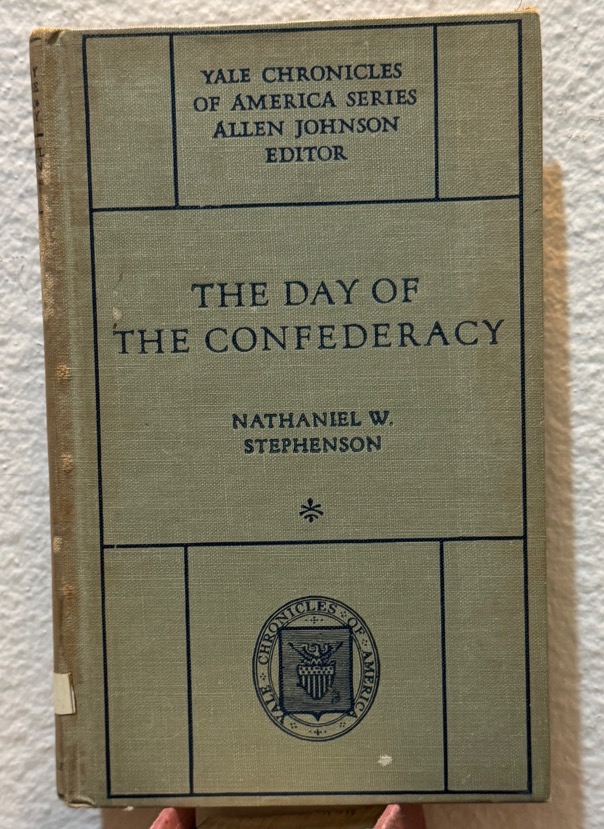 YALE CHRONICLES
OF AMERICA SERIES
ALLEN JOHNSON
EDITOR
THE DAY OF
THE CONFEDERACY
NATHANIEL W.
STEPHENSON
YALE · CHRONICLES · OF · AMERICA